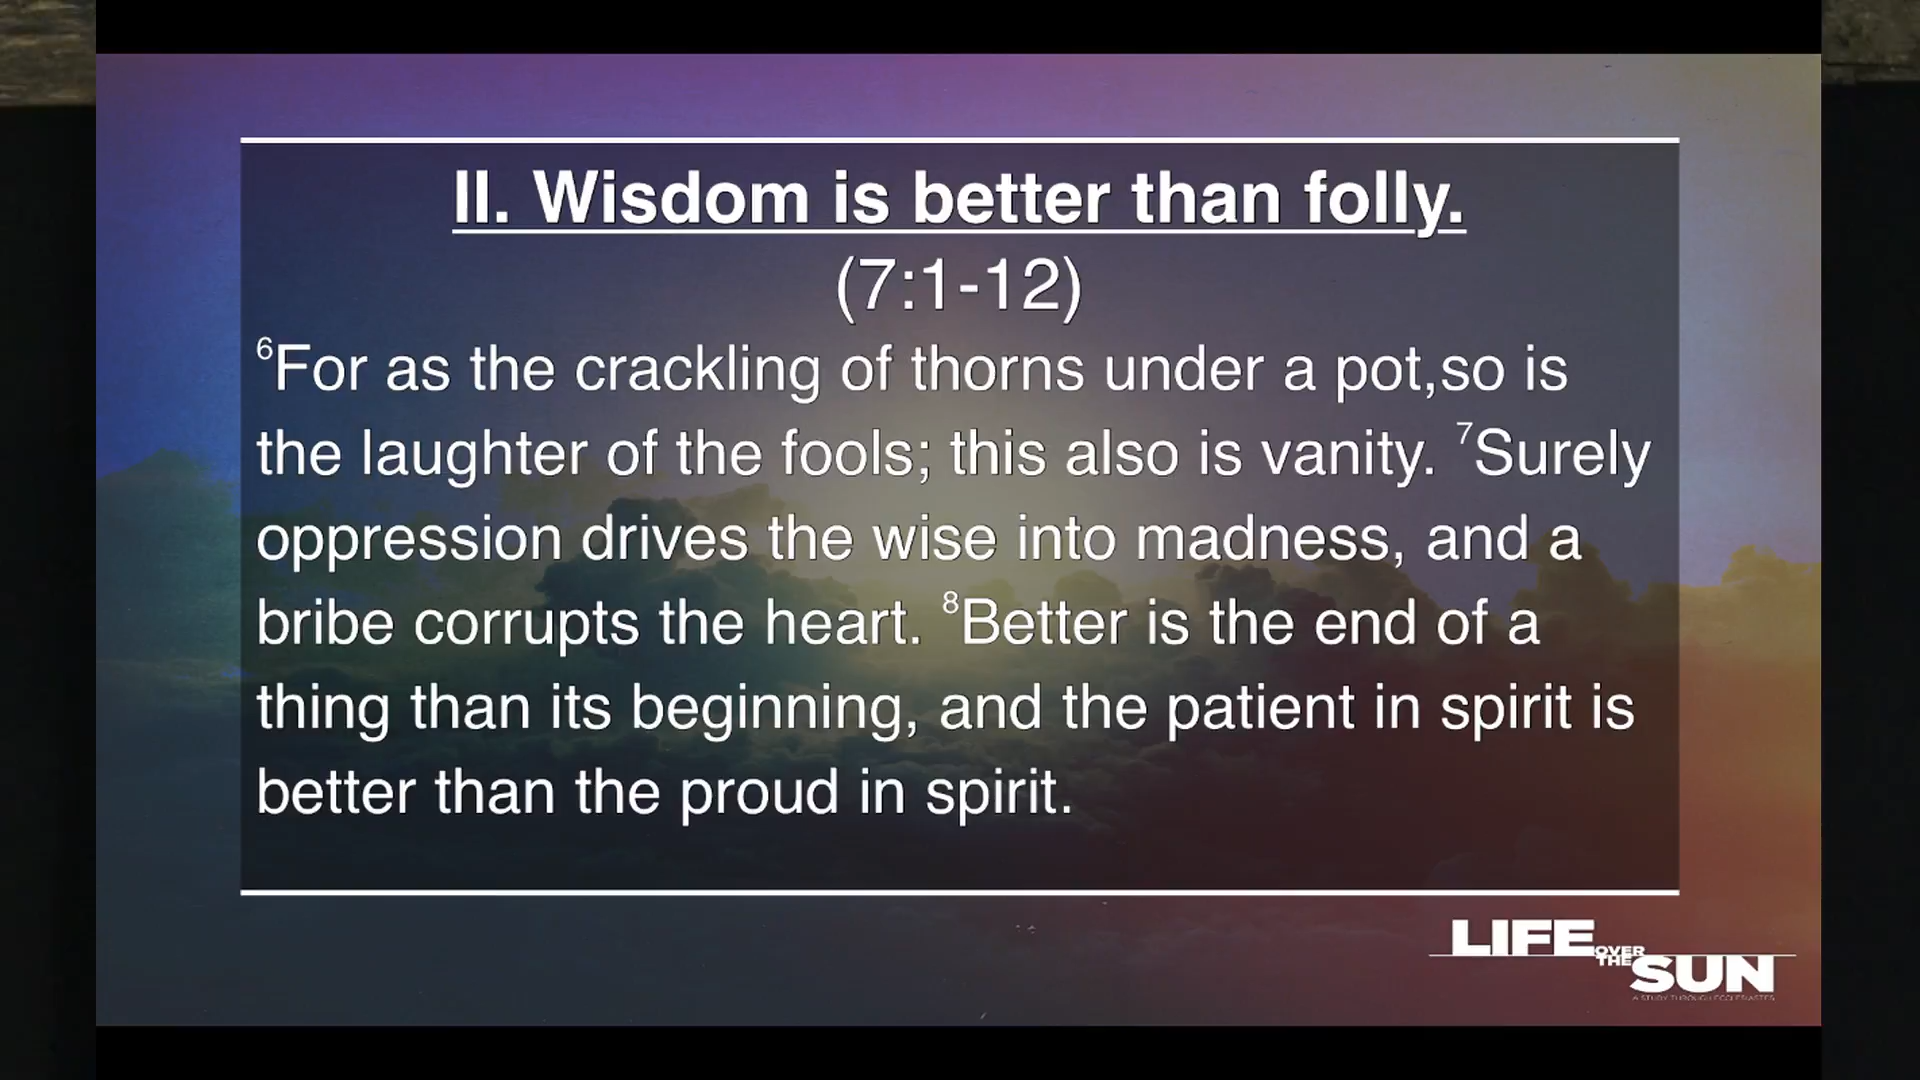 II. Wisdom is better than folly.
(7:1-12)
⁶For as the crackling of thorns under a pot,so is
the laughter of the fools; this also is vanity. ⁷Surely
oppression drives the wise into madness, and a
bribe corrupts the heart. ⁸Better is the end of a
thing than its beginning, and the patient in spirit is
better than the proud in spirit.
LIFE OVER THE SUN
A STUDY THROUGH ECCLESIASTES